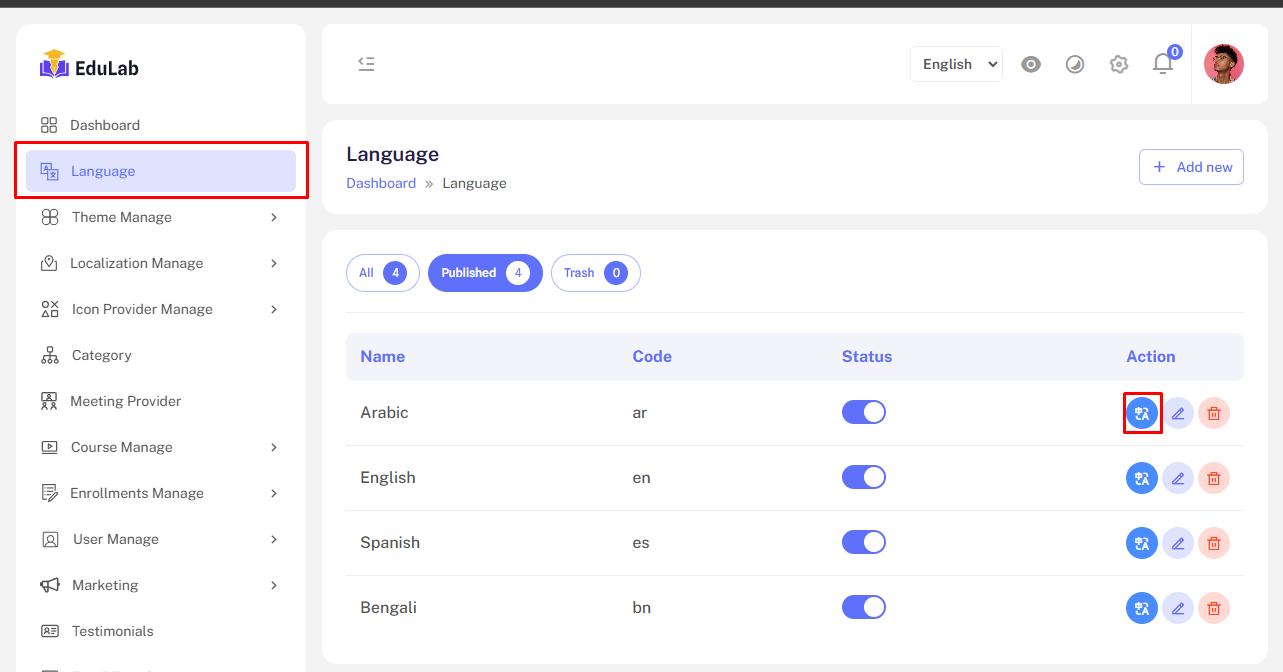 EduLab
Dashboard
Language
Theme Manage
Localization Manage
Icon Provider Manage
Category
Meeting Provider
Course Manage
Enrollments Manage
User Manage
Marketing
Testimonials
English
0
Language
Dashboard » Language
+ Add new
All 4
Published 4
Trash 0
Name Code Status Action
Arabic ar
English en
Spanish es
Bengali bn